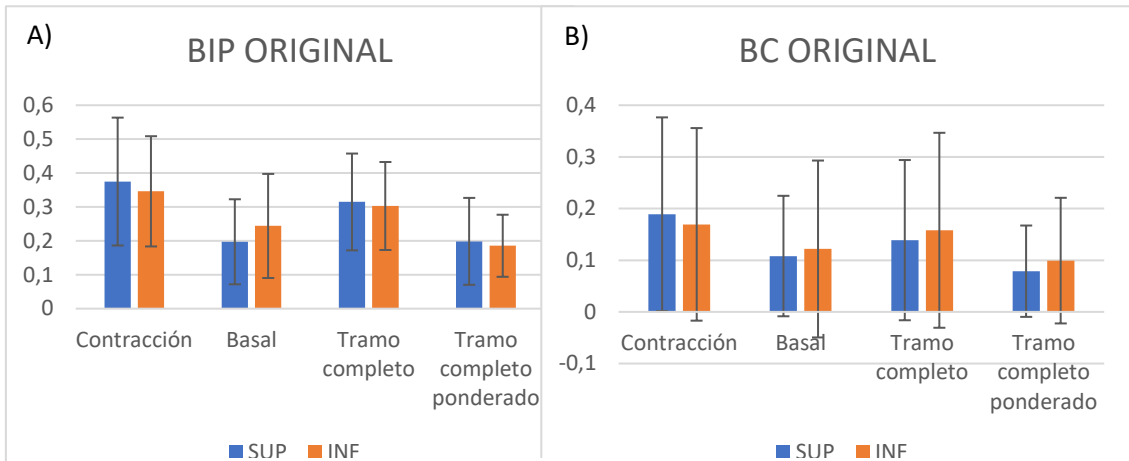 A)
BIP ORIGINAL
0,6
0,5
0,4
0,3
0,2
0,1
0
Contracción
Basal
Tramo
completo
Tramo
completo
ponderado
SUP
INF
B)
BC ORIGINAL
0,4
0,3
0,2
0,1
0
-0,1
Contracción
Basal
Tramo
completo
Tramo
completo
ponderado
SUP
INF